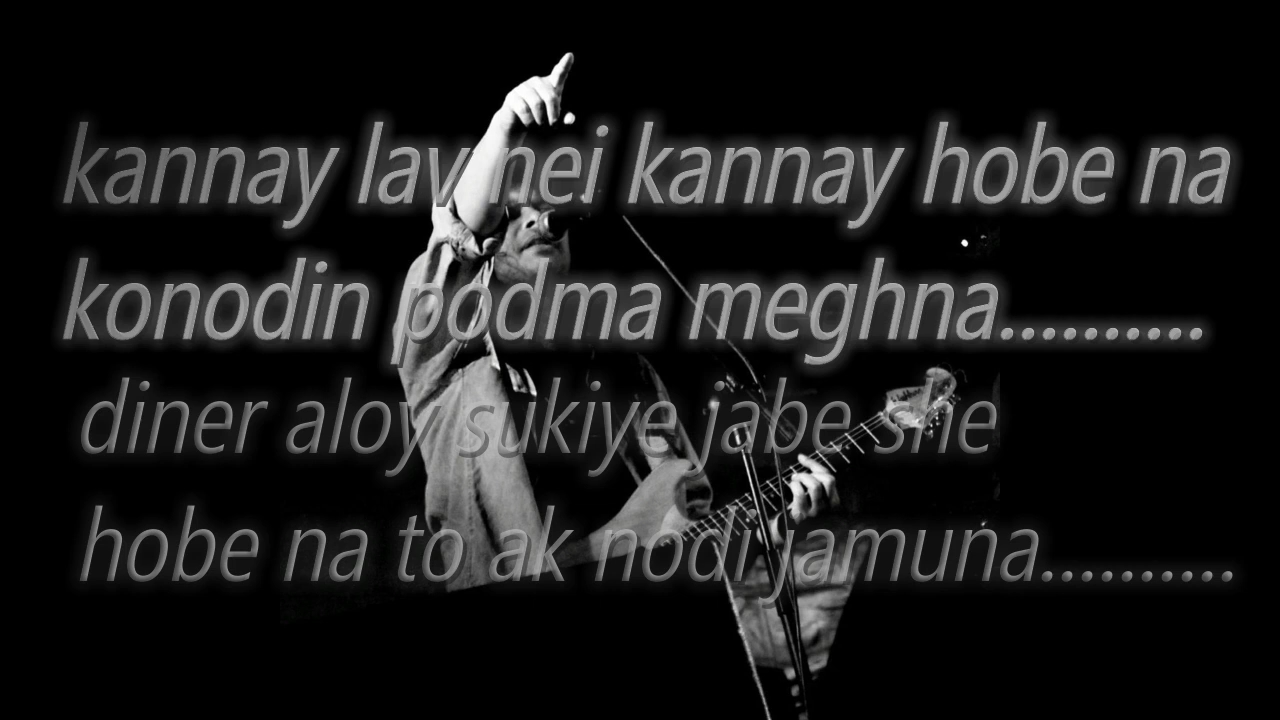 kannay lav nei kannay hobe na
konodin podma meghna..........
diner aloy sukiye jabe she
hobe na to ak nodi jamuna..........